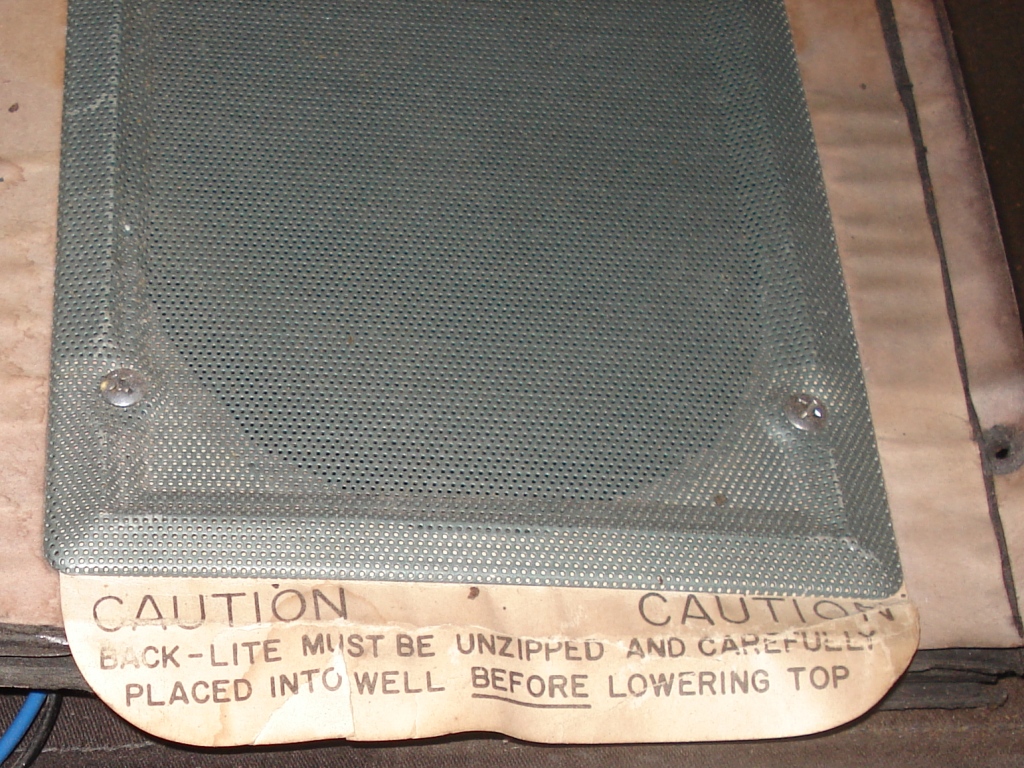 CAUTION CAUTION
BACK-LITE MUST BE UNZIPPED AND CAREFULLY
PLACED INTO WELL BEFORE LOWERING TOP